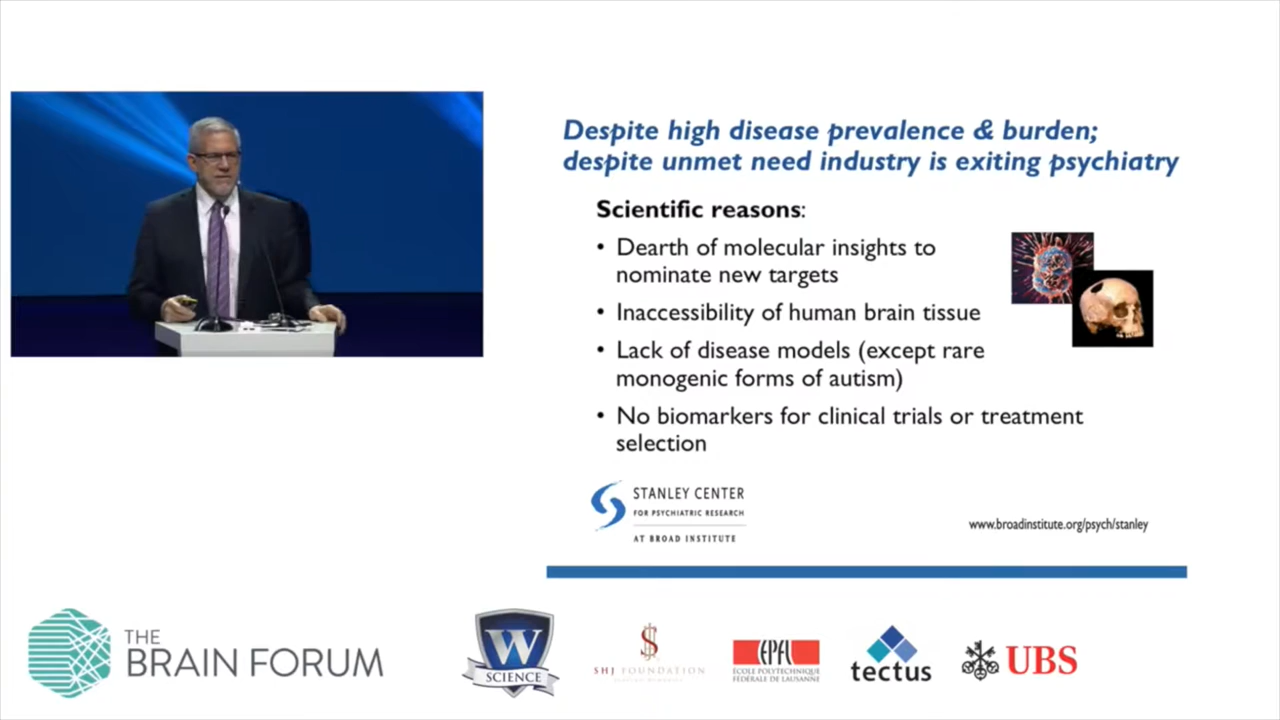 Despite high disease prevalence & burden;
despite unmet need industry is exiting psychiatry
Scientific reasons:
• Dearth of molecular insights to
nominate new targets
• Inaccessibility of human brain tissue
• Lack of disease models (except rare
monogenic forms of autism)
• No biomarkers for clinical trials or treatment
selection
STANLEY CENTER
FOR PSYCHIATRIC RESEARCH
AT BROAD INSTITUTE
www.broadinstitute.org/psych/stanley
THE
BRAIN FORUM
W
SCIENCE
SHJ FOUNDATION
EPFL
ECOLE POLYTECHNIQUE
FÉDÉRALE DE LAUSANNE
tectus
UBS